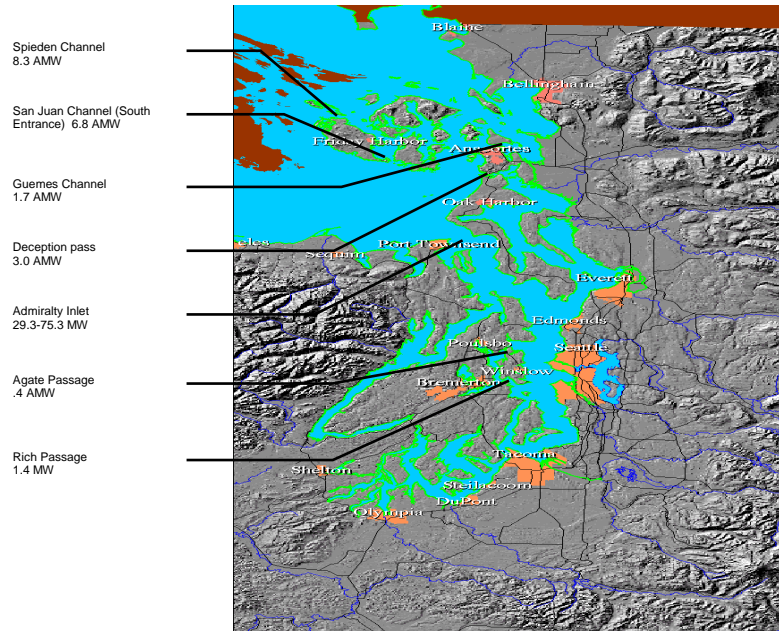 Spieden Channel
8.3 AMW
San Juan Channel (South
Entrance) 6.8 AMW
Guemes Channel
1.7 AMW
Deception pass
3.0 AMW
Admiralty Inlet
29.3-75.3 MW
Agate Passage
.4 AMW
Rich Passage
1.4 MW
Blaine
Bellingham
Friday Harbor
Anacortes
Oak Harbor
Port Townsend
eles
Sequim
Everett
Edmonds
Poulsbo
Seattle
Winslow
Bremerton
Tacoma
Shelton
Steilacoom
DuPont
Olympia